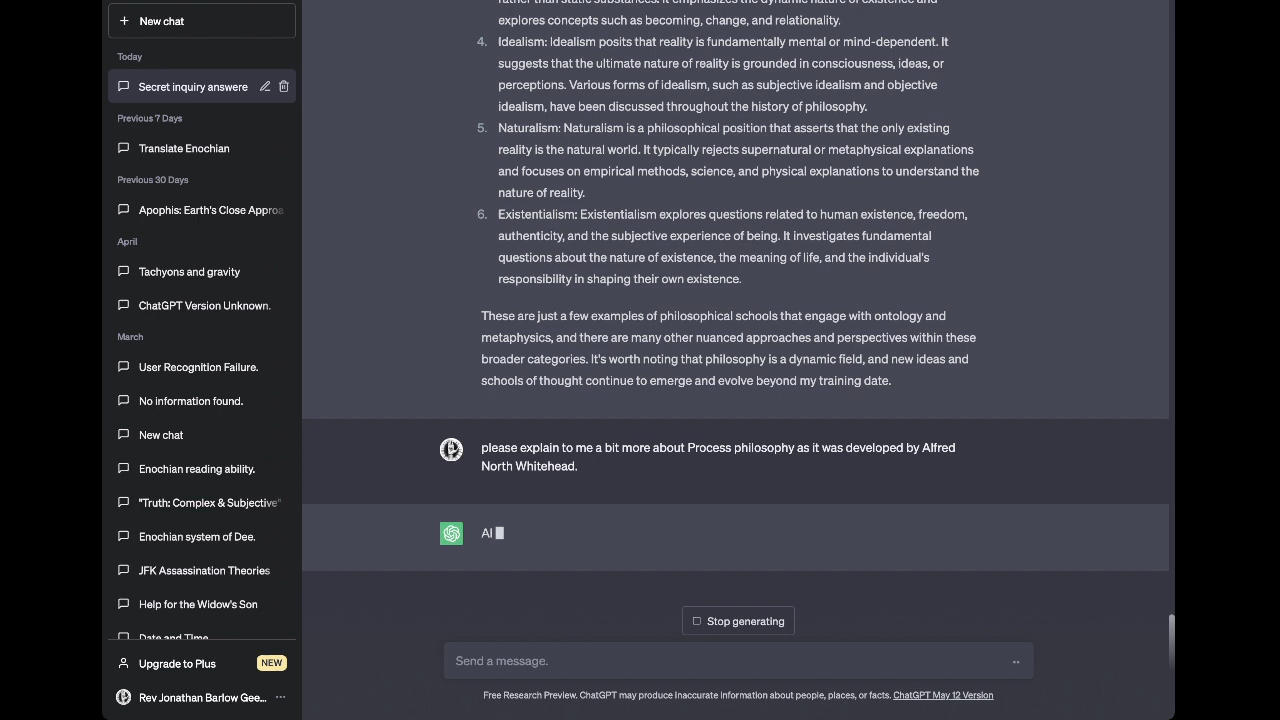 New chat
Today
Secret inquiry answere
Previous 7 Days
Translate Enochian
Previous 30 Days
Apophis: Earth's Close Approa
April
Tachyons and gravity
ChatGPT Version Unknown.
March
User Recognition Failure.
No information found.
New chat
Enochian reading ability.
"Truth: Complex & Subjective"
Enochian system of Dee.
JFK Assassination Theories
Help for the Widow's Son
Date and Time
Upgrade to Plus
NEW
Rev Jonathan Barlow Gee...
rather than static substances. It emphasizes the dynamic nature of existence and
explores concepts such as becoming, change, and relationality.
4. Idealism: Idealism posits that reality is fundamentally mental or mind-dependent. It
suggests that the ultimate nature of reality is grounded in consciousness, ideas, or
perceptions. Various forms of idealism, such as subjective idealism and objective
idealism, have been discussed throughout the history of philosophy.
5. Naturalism: Naturalism is a philosophical position that asserts that the only existing
reality is the natural world. It typically rejects supernatural or metaphysical explanations
and focuses on empirical methods, science, and physical explanations to understand the
nature of reality.
6. Existentialism: Existentialism explores questions related to human existence, freedom,
authenticity, and the subjective experience of being. It investigates fundamental
questions about the nature of existence, the meaning of life, and the individual's
responsibility in shaping their own existence.
These are just a few examples of philosophical schools that engage with ontology and
metaphysics, and there are many other nuanced approaches and perspectives within these
broader categories. It's worth noting that philosophy is a dynamic field, and new ideas and
schools of thought continue to emerge and evolve beyond my training date.
please explain to me a bit more about Process philosophy as it was developed by Alfred
North Whitehead.
Al
Stop generating
Send a message.
Free Research Preview. ChatGPT may produce inaccurate information about people, places, or facts. ChatGPT May 12 Version